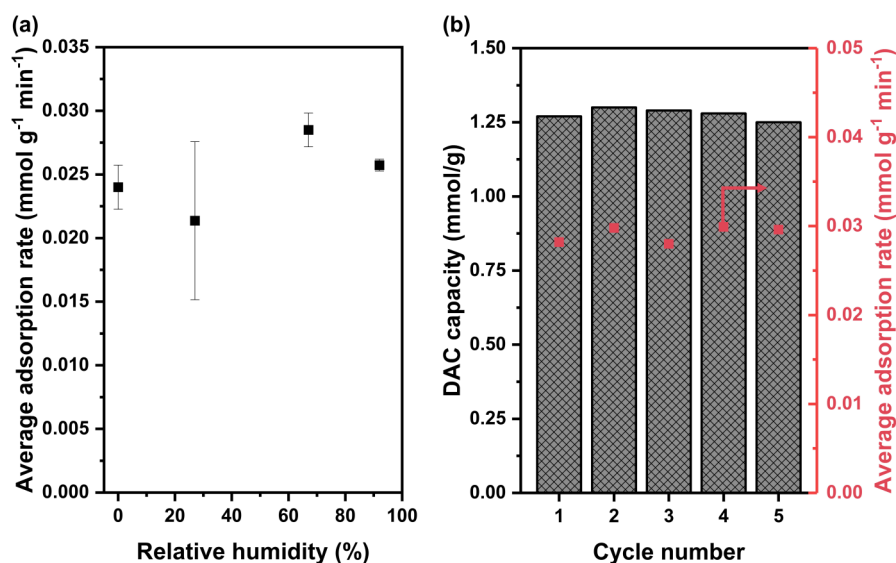 (a)
Average adsorption rate (mmol g⁻¹ min⁻¹)
0.035
0.030
0.025
0.020
0.015
0.010
0.005
0.000
0 20 40 60 80 100
Relative humidity (%)
(b)
DAC capacity (mmol/g)
1.50
1.25
1.00
0.75
0.50
0.25
0.00
1 2 3 4 5
Cycle number
0.05
0.04
0.03
0.02
0.01
0.00
Average adsorption rate (mmol g⁻¹ min⁻¹)